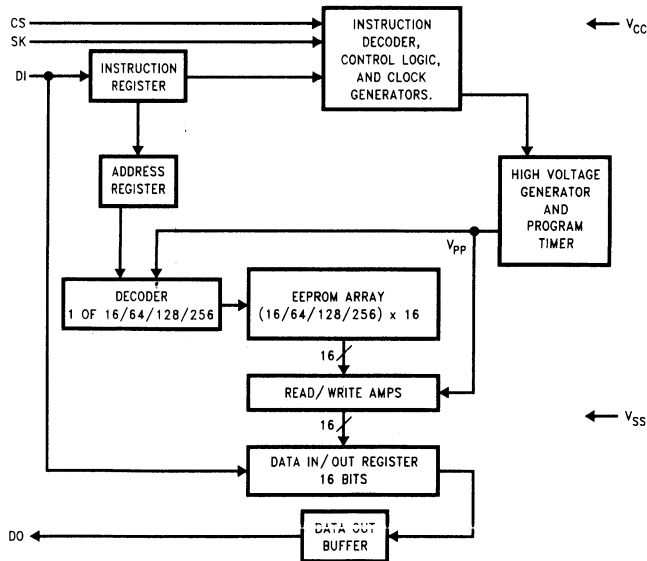 CS
SK
DI
INSTRUCTION
REGISTER
INSTRUCTION
DECODER,
CONTROL LOGIC,
AND CLOCK
GENERATORS.
VCC
ADDRESS
REGISTER
HIGH VOLTAGE
GENERATOR
AND
PROGRAM
TIMER
VPP
DECODER
1 OF 16/64/128/256
EEPROM ARRAY
(16/64/128/256) x 16
16
READ/WRITE AMPS
VSS
16
DATA IN/OUT REGISTER
16 BITS
DO
DATA OUT
BUFFER